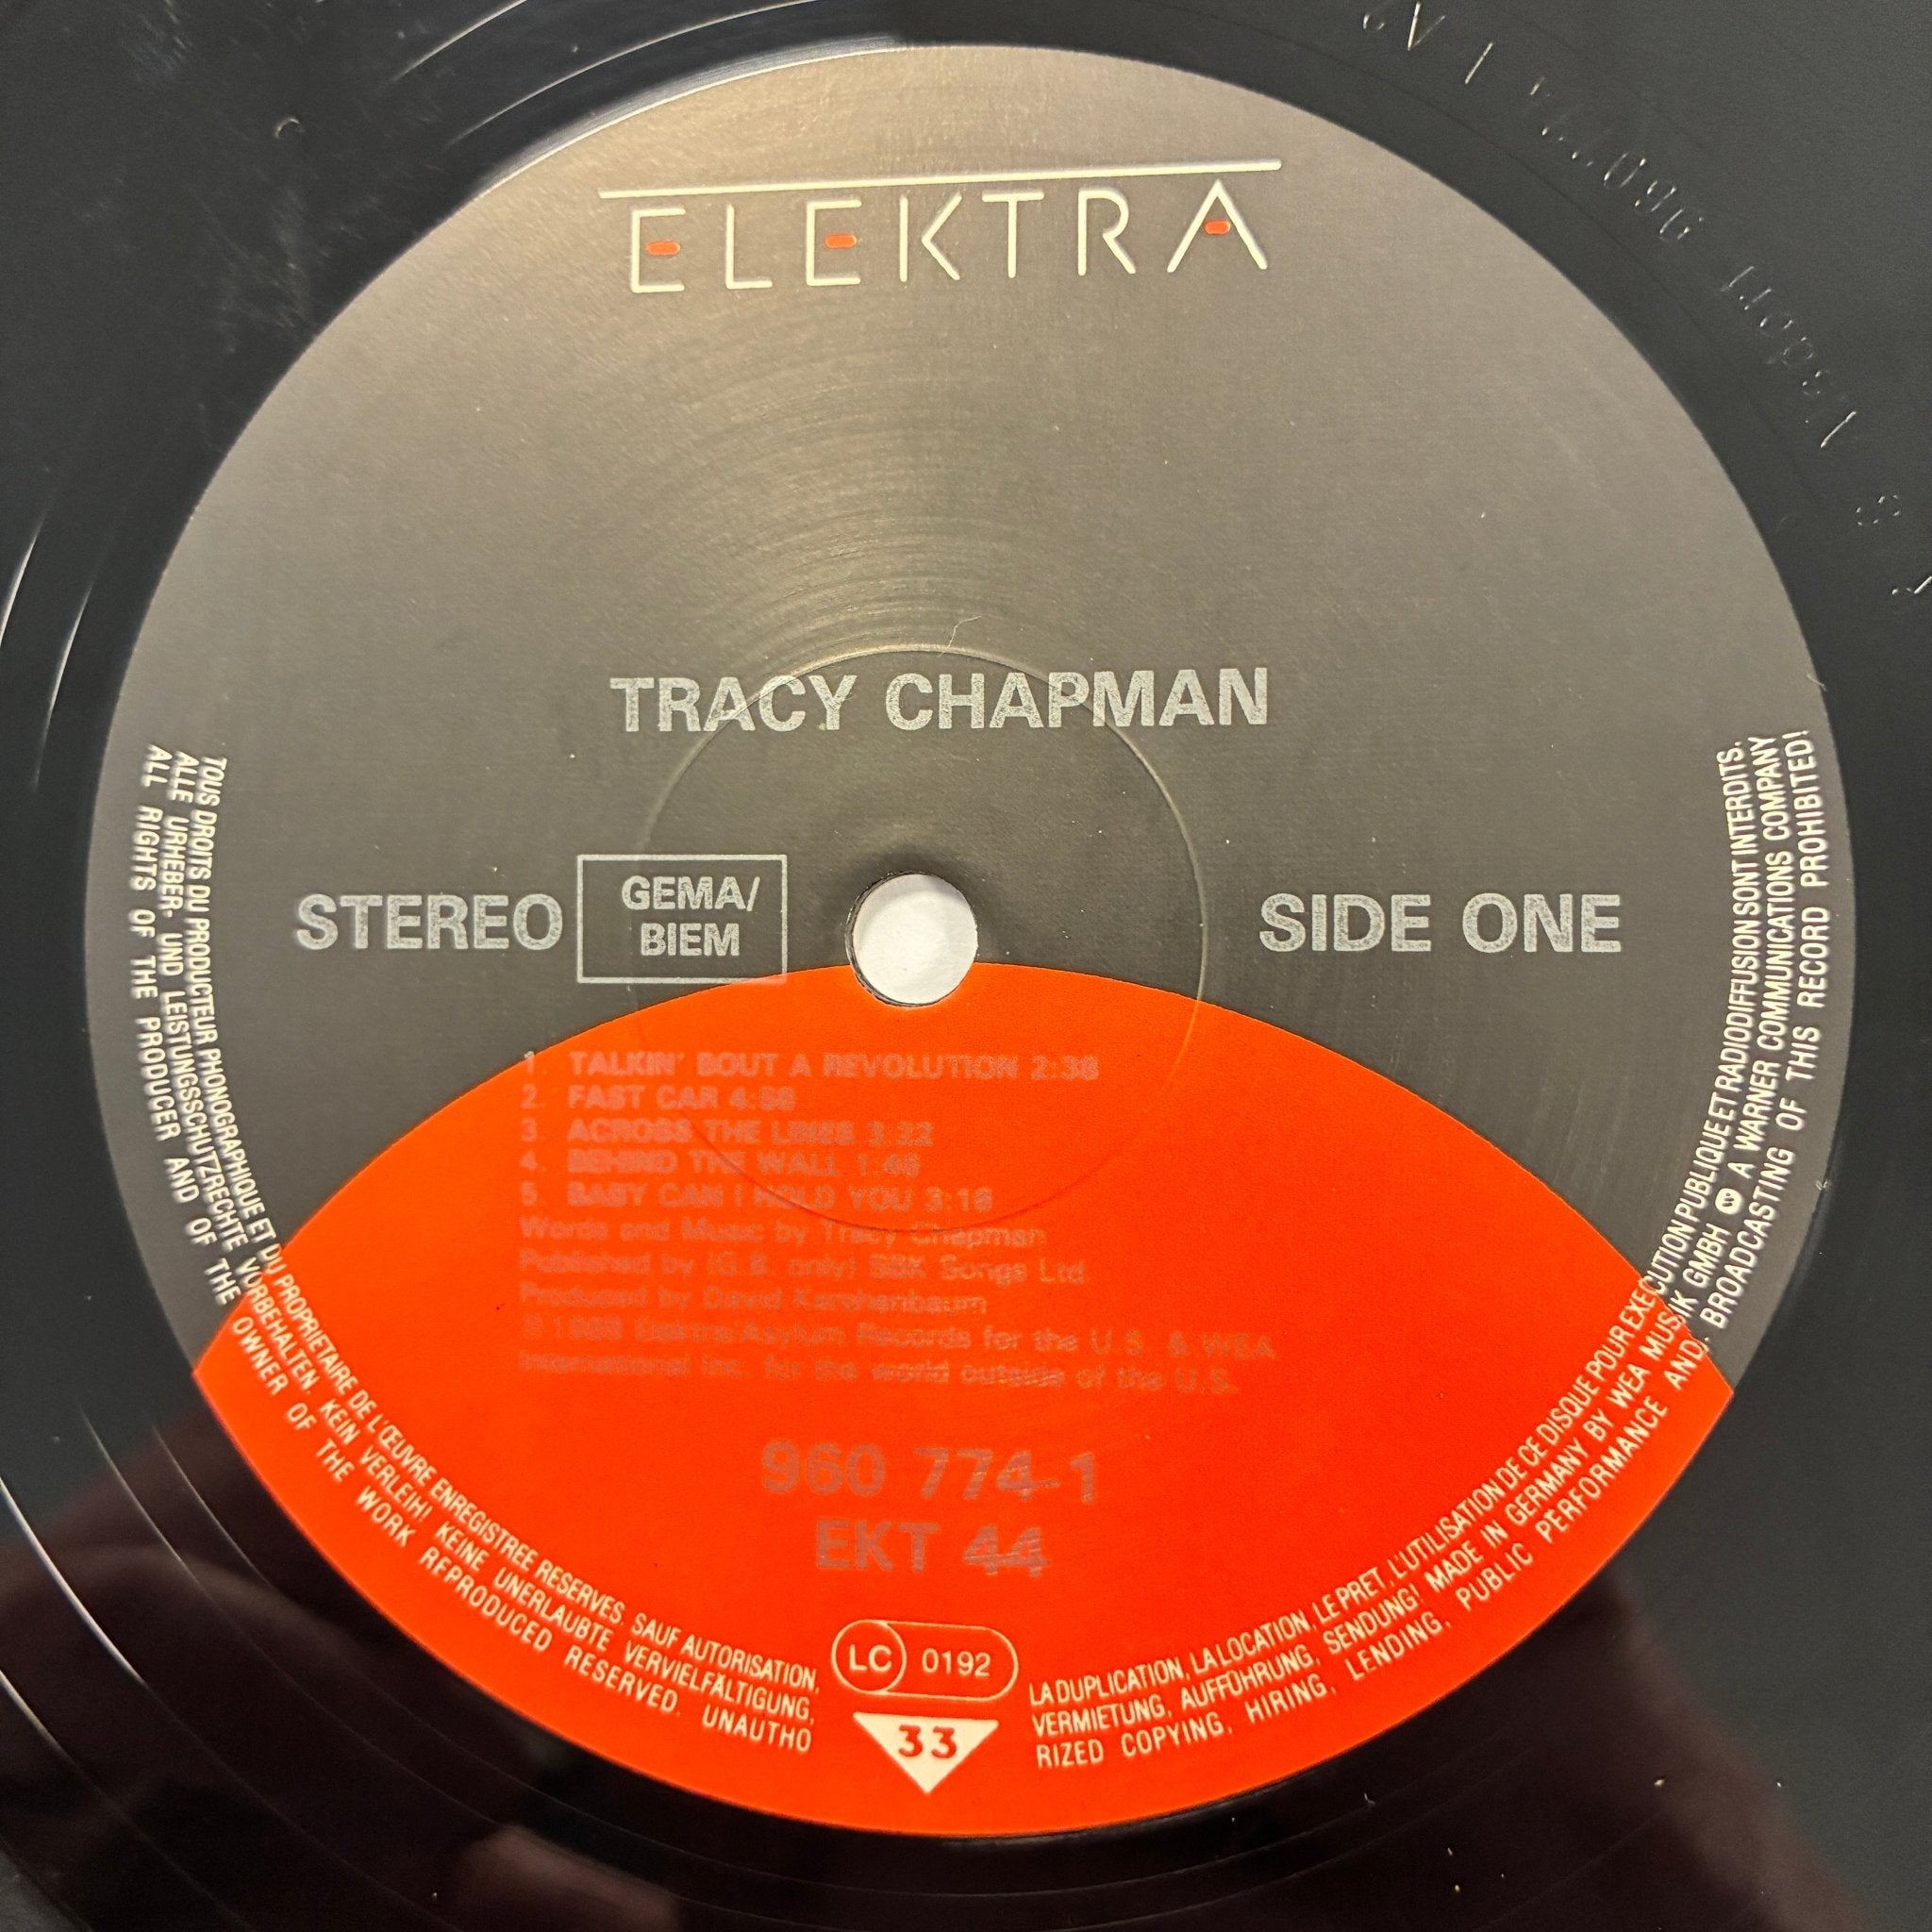 ELEKTRA
TRACY CHAPMAN
STEREO
GEMA/
BIEM
SIDE ONE
1. TALKIN' BOUT A REVOLUTION 2:38
2. FAST CAR 4:58
3. ACROSS THE LINES 3:22
4. BEHIND THE WALL 1:46
5. BABY CAN I HOLD YOU 3:16
Words and Music by Tracy Chapman
Published by (G.B. only) SBK Songs Ltd
Produced by David Kershenbaum
1988 Elektra/Asylum Records for the U.S. & WEA
International Inc. for the world outside of the U.S.
960 774-1
EKT 44
LC 0192
33
TOUS DROITS DU PRODUCTEUR PHONOGRAPHIQUE ET DU PROPRIETAIRE DE L'ŒUVRE ENREGISTREE RESERVES. SAUF AUTORISATION, LA DUPLICATION, LA LOCATION, LE PRET, L'UTILISATION DE CE DISQUE POUR EXECUTION PUBLIQUE ET RADIODIFFUSION SONT INTERDITS.
ALLE URHEBER- UND LEISTUNGSSCHUTZRECHTE VORBEHALTEN. KEIN VERLEIH! KEINE UNERLAUBTE VERVIELFÄLTIGUNG, VERMIETUNG, AUFFÜHRUNG, SENDUNG! MADE IN GERMANY BY WEA MUSIK GMBH A WARNER COMMUNICATIONS COMPANY
ALL RIGHTS OF THE PRODUCER AND OF THE OWNER OF THE WORK REPRODUCED RESERVED. UNAUTHORIZED COPYING, HIRING, LENDING, PUBLIC PERFORMANCE AND BROADCASTING OF THIS RECORD PROHIBITED!